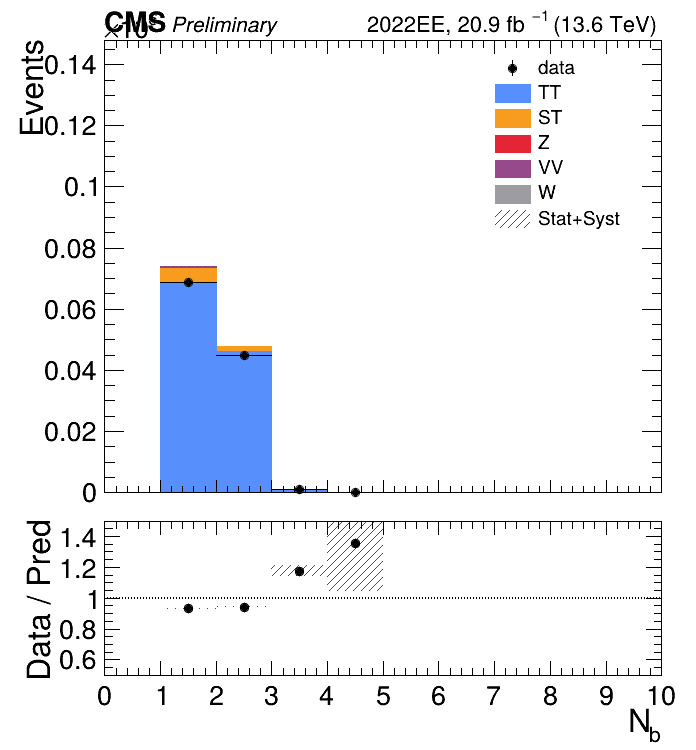 CMS Preliminary 2022EE, 20.9 fb⁻¹ (13.6 TeV)
Events
0.14
0.12
0.1
0.08
0.06
0.04
0.02
0
data
TT
ST
Z
VV
W
Stat+Syst
Data / Pred
1.4
1.2
1
0.8
0.6
0 1 2 3 4 5 6 7 8 9 10
N_b